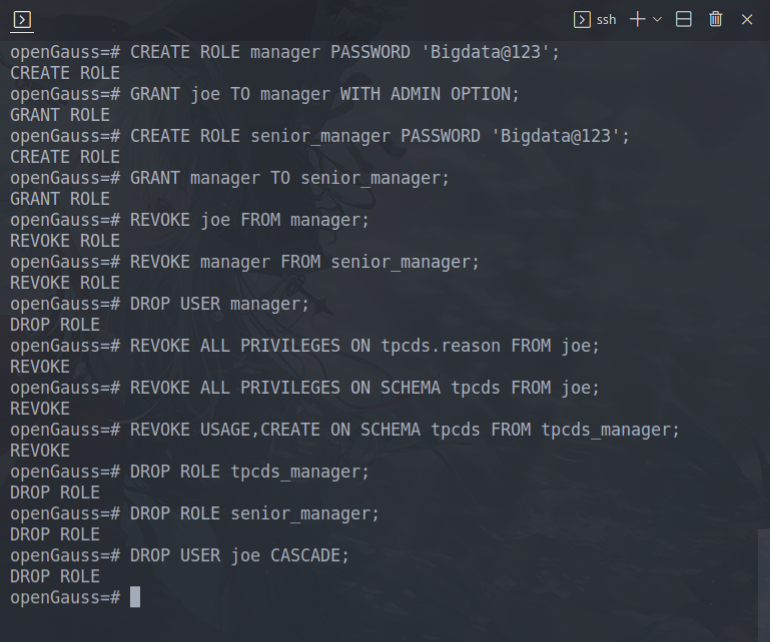 ssh
openGauss=# CREATE ROLE manager PASSWORD 'Bigdata@123';
CREATE ROLE
openGauss=# GRANT joe TO manager WITH ADMIN OPTION;
GRANT ROLE
openGauss=# CREATE ROLE senior_manager PASSWORD 'Bigdata@123';
CREATE ROLE
openGauss=# GRANT manager TO senior_manager;
GRANT ROLE
openGauss=# REVOKE joe FROM manager;
REVOKE ROLE
openGauss=# REVOKE manager FROM senior_manager;
REVOKE ROLE
openGauss=# DROP USER manager;
DROP ROLE
openGauss=# REVOKE ALL PRIVILEGES ON tpcds.reason FROM joe;
REVOKE
openGauss=# REVOKE ALL PRIVILEGES ON SCHEMA tpcds FROM joe;
REVOKE
openGauss=# REVOKE USAGE,CREATE ON SCHEMA tpcds FROM tpcds_manager;
REVOKE
openGauss=# DROP ROLE tpcds_manager;
DROP ROLE
openGauss=# DROP ROLE senior_manager;
DROP ROLE
openGauss=# DROP USER joe CASCADE;
DROP ROLE
openGauss=#